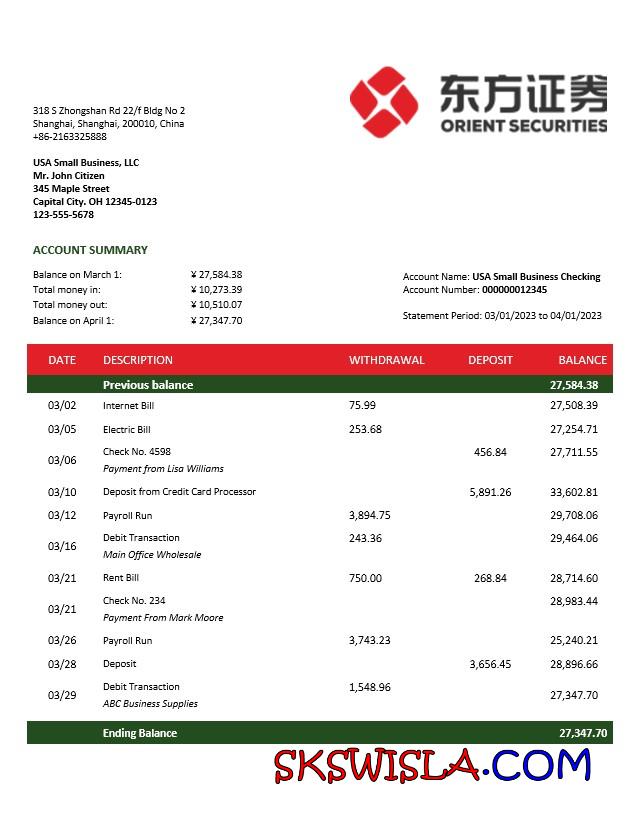 318 S Zhongshan Rd 22/f Bldg No 2
Shanghai, Shanghai, 200010, China
+86-2163325888
东方证券
ORIENT SECURITIES
USA Small Business, LLC
Mr. John Citizen
345 Maple Street
Capital City. OH 12345-0123
123-555-5678
ACCOUNT SUMMARY
Balance on March 1: ¥ 27,584.38
Total money in: ¥ 10,273.39
Total money out: ¥ 10,510.07
Balance on April 1: ¥ 27,347.70
Account Name: USA Small Business Checking
Account Number: 000000012345
Statement Period: 03/01/2023 to 04/01/2023
DATE DESCRIPTION WITHDRAWAL DEPOSIT BALANCE
Previous balance 27,584.38
03/02 Internet Bill 75.99 27,508.39
03/05 Electric Bill 253.68 27,254.71
03/06 Check No. 4598 456.84 27,711.55
Payment from Lisa Williams
03/10 Deposit from Credit Card Processor 5,891.26 33,602.81
03/12 Payroll Run 3,894.75 29,708.06
03/16 Debit Transaction 243.36 29,464.06
Main Office Wholesale
03/21 Rent Bill 750.00 268.84 28,714.60
03/21 Check No. 234 28,983.44
Payment From Mark Moore
03/26 Payroll Run 3,743.23 25,240.21
03/28 Deposit 3,656.45 28,896.66
03/29 Debit Transaction 1,548.96 27,347.70
ABC Business Supplies
Ending Balance 27,347.70
SKSWISLA.COM